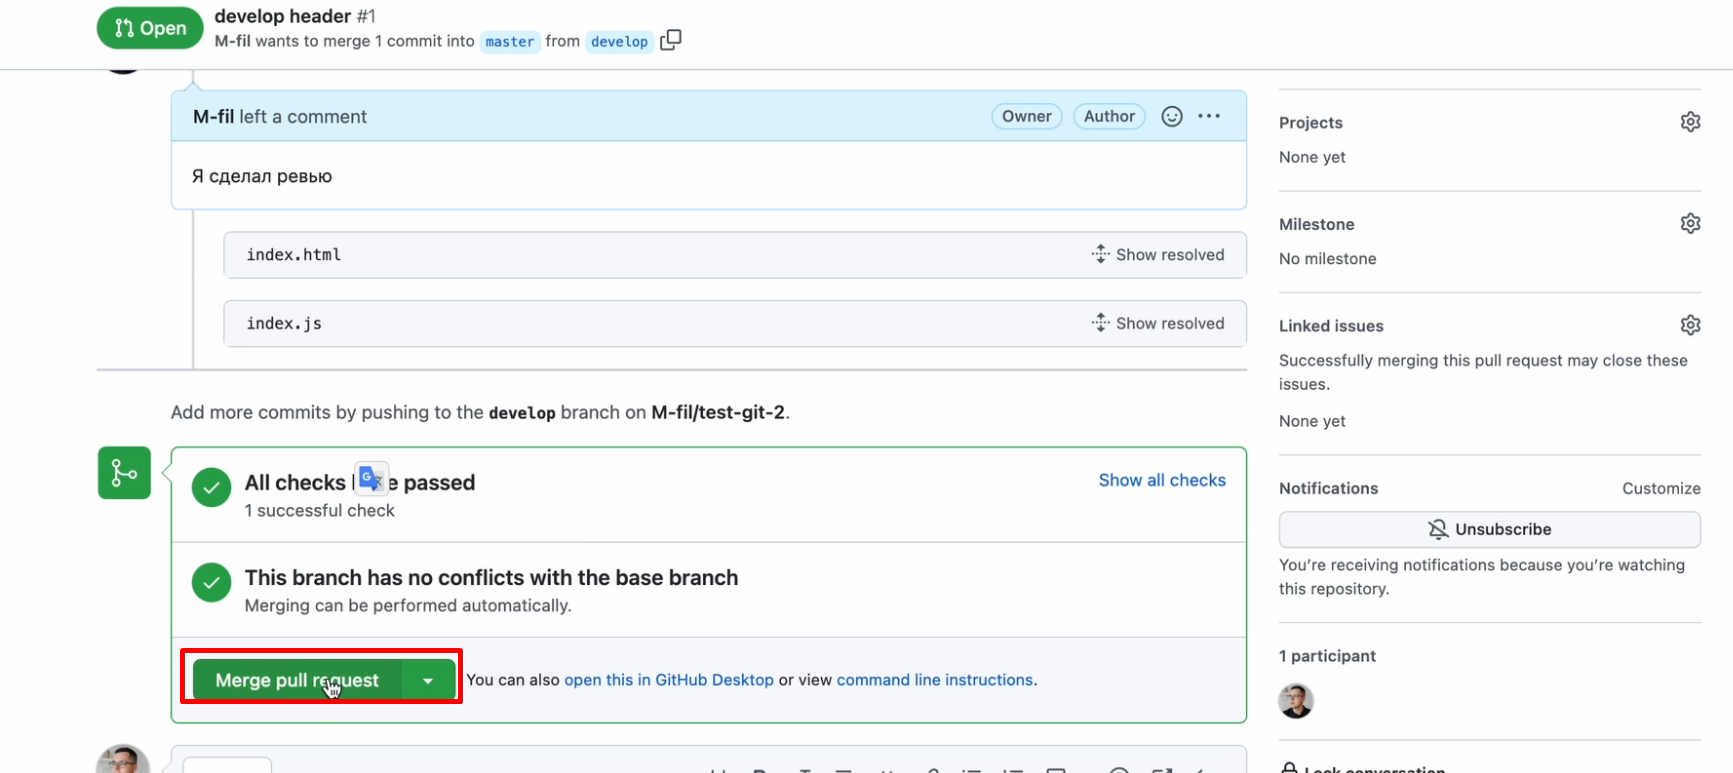 Open
develop header #1
M-fil wants to merge 1 commit into master from develop
M-fil left a comment
Owner
Author
Я сделал ревью
index.html
Show resolved
index.js
Show resolved
Add more commits by pushing to the develop branch on M-fil/test-git-2.
All checks passed
1 successful check
Show all checks
This branch has no conflicts with the base branch
Merging can be performed automatically.
Merge pull request
You can also open this in GitHub Desktop or view command line instructions.
Projects
None yet
Milestone
No milestone
Linked issues
Successfully merging this pull request may close these
issues.
None yet
Notifications
Customize
Unsubscribe
You're receiving notifications because you're watching
this repository.
1 participant
Lock conversation